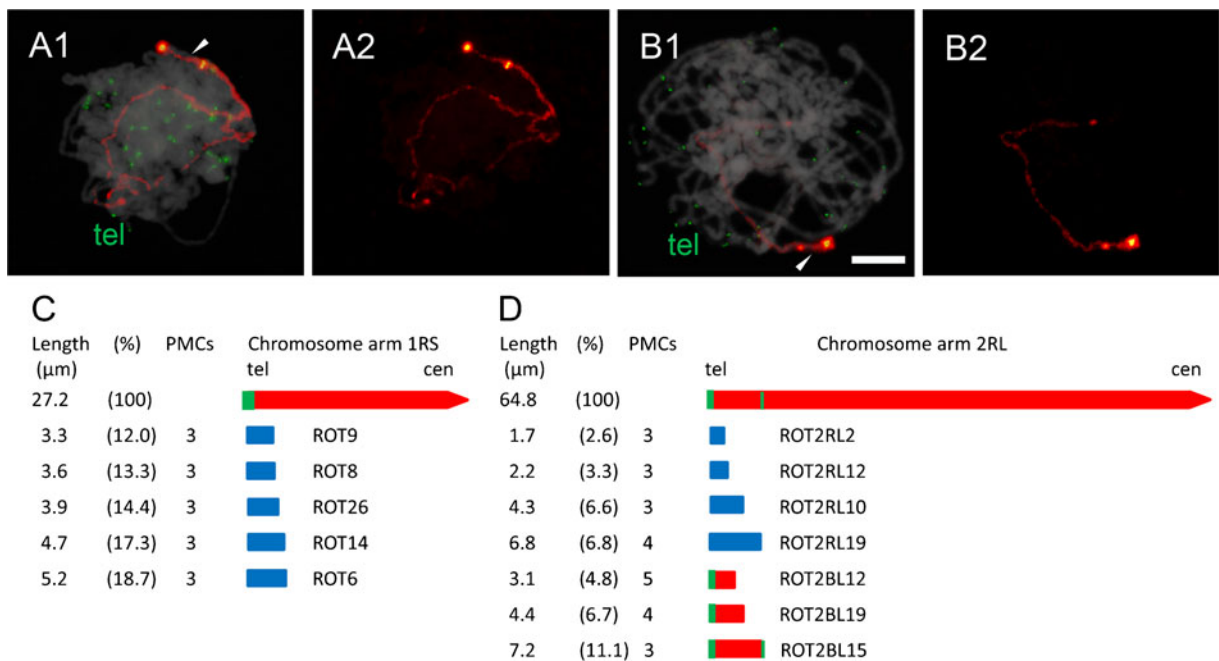 A1 A2 B1 B2
tel tel
C D
Length (%) PMCs Chromosome arm 1RS Length (%) PMCs Chromosome arm 2RL
(µm) tel cen (µm) tel cen
27.2 (100) 64.8 (100)
3.3 (12.0) 3 ROT9 1.7 (2.6) 3 ROT2RL2
3.6 (13.3) 3 ROT8 2.2 (3.3) 3 ROT2RL12
3.9 (14.4) 3 ROT26 4.3 (6.6) 3 ROT2RL10
4.7 (17.3) 3 ROT14 6.8 (6.8) 4 ROT2RL19
5.2 (18.7) 3 ROT6 3.1 (4.8) 5 ROT2BL12
4.4 (6.7) 4 ROT2BL19
7.2 (11.1) 3 ROT2BL15